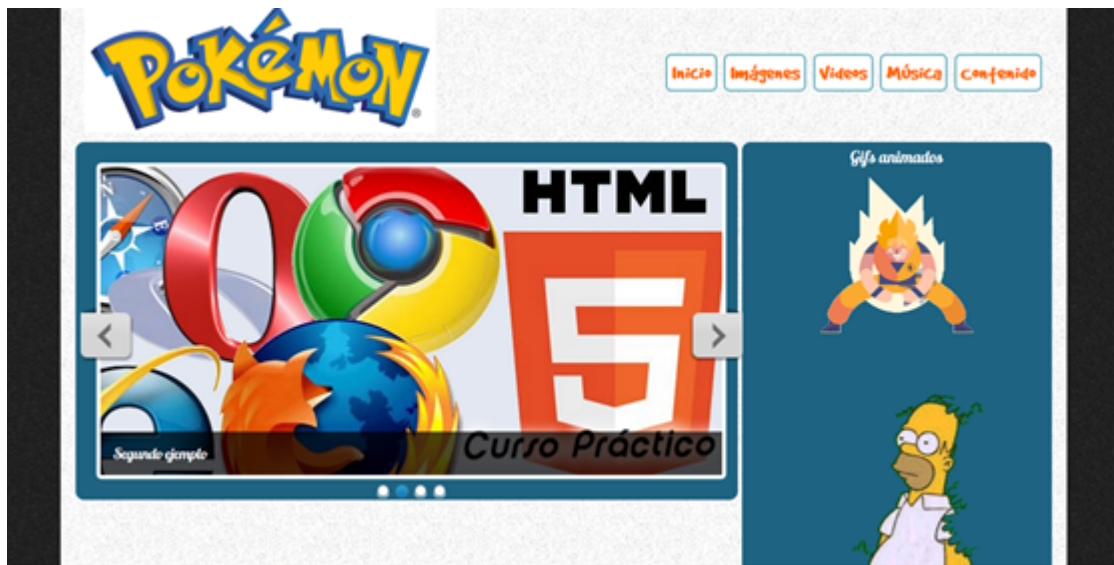 POKéMON®
Inicio Imágenes Videos Música contenido
Gifs animados
HTML
5
Curso Práctico
Segundo ejemplo